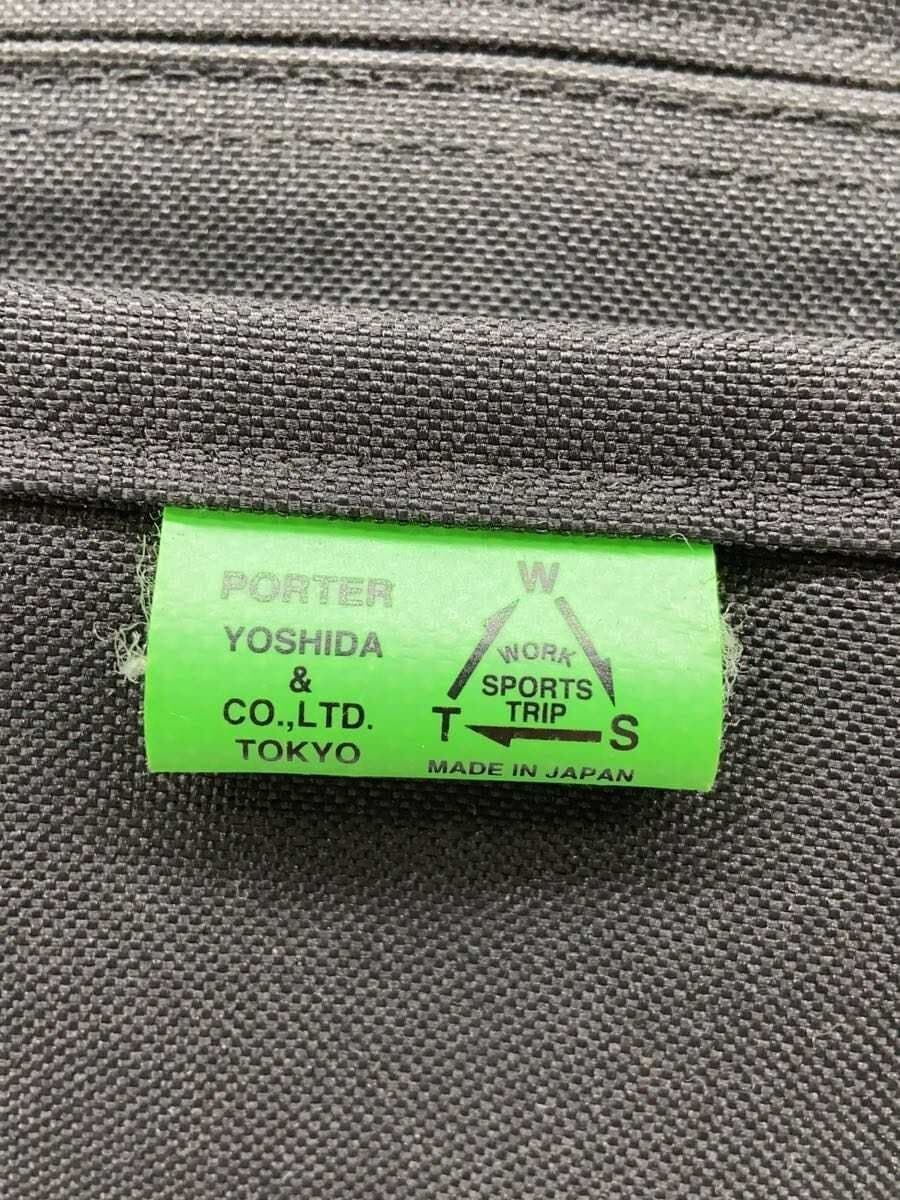 PORTER
YOSHIDA
&
CO.,LTD.
TOKYO
W
WORK
SPORTS
TRIP
T S
MADE IN JAPAN